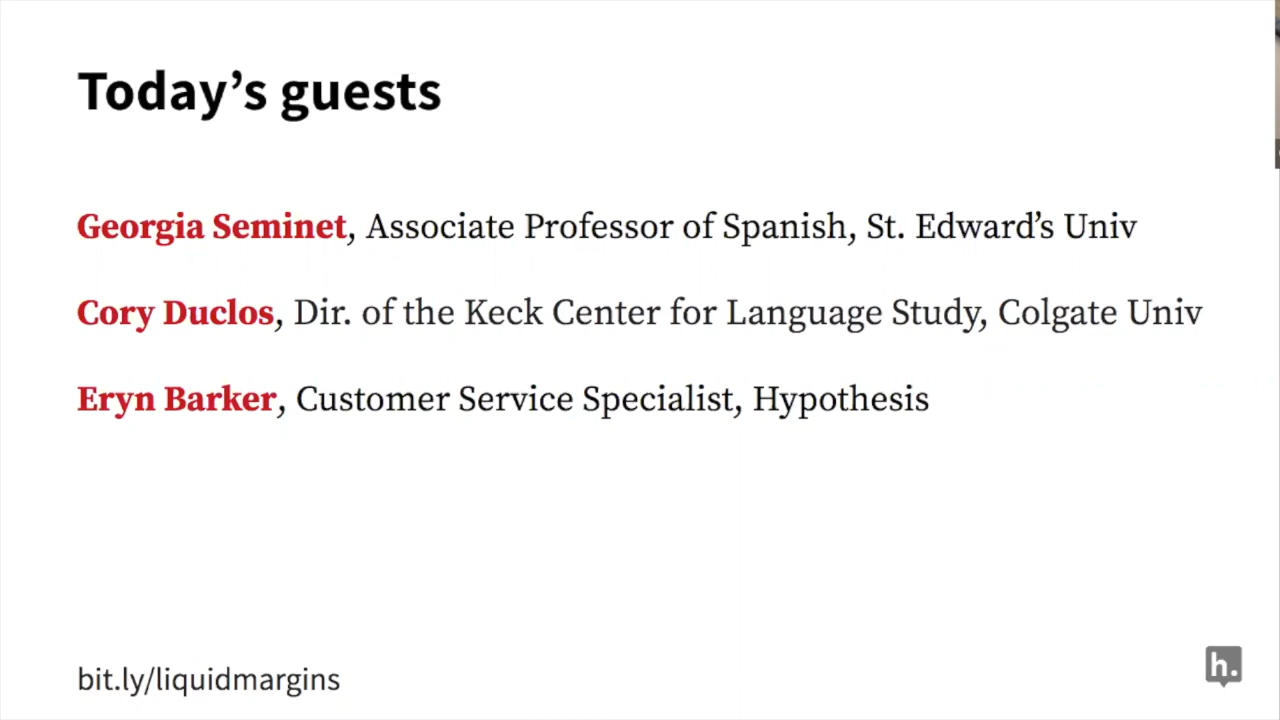 Today’s guests
Georgia Seminet, Associate Professor of Spanish, St. Edward’s Univ
Cory Duclos, Dir. of the Keck Center for Language Study, Colgate Univ
Eryn Barker, Customer Service Specialist, Hypothesis
bit.ly/liquidmargins
h.